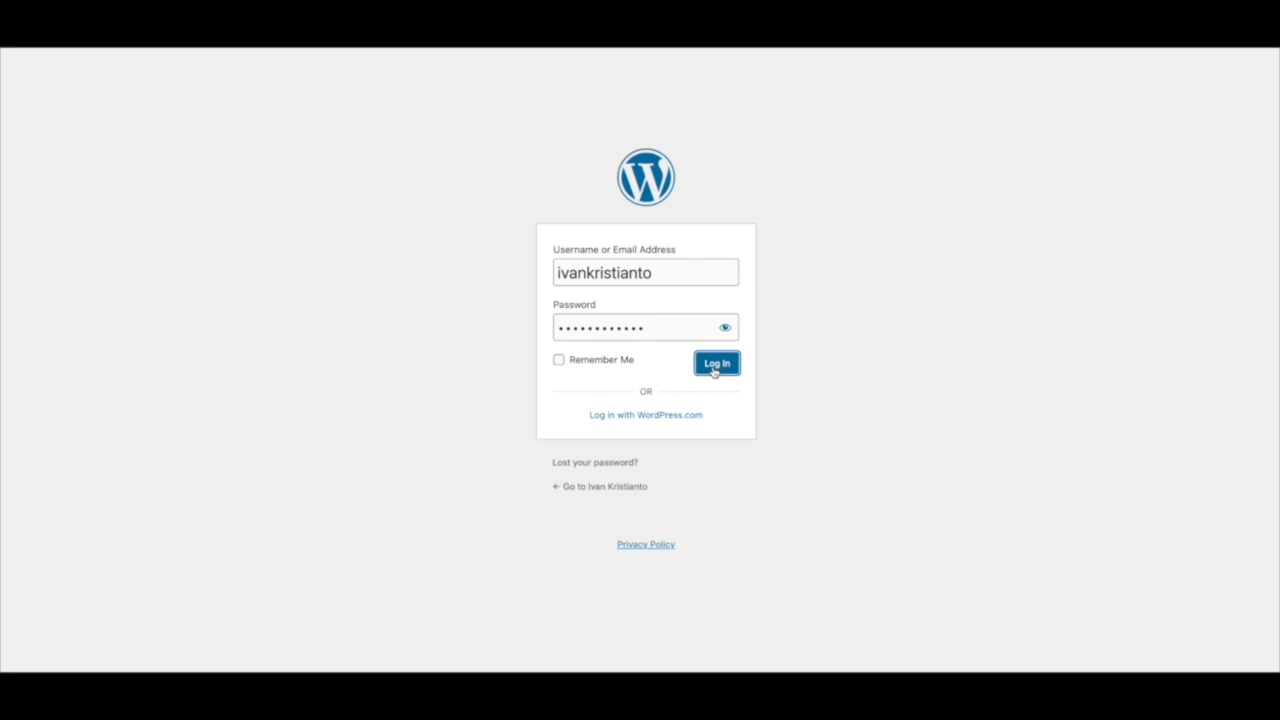 Username or Email Address
ivankristianto
Password
Remember Me
Log In
OR
Log in with WordPress.com
Lost your password?
← Go to Ivan Kristianto
Privacy Policy